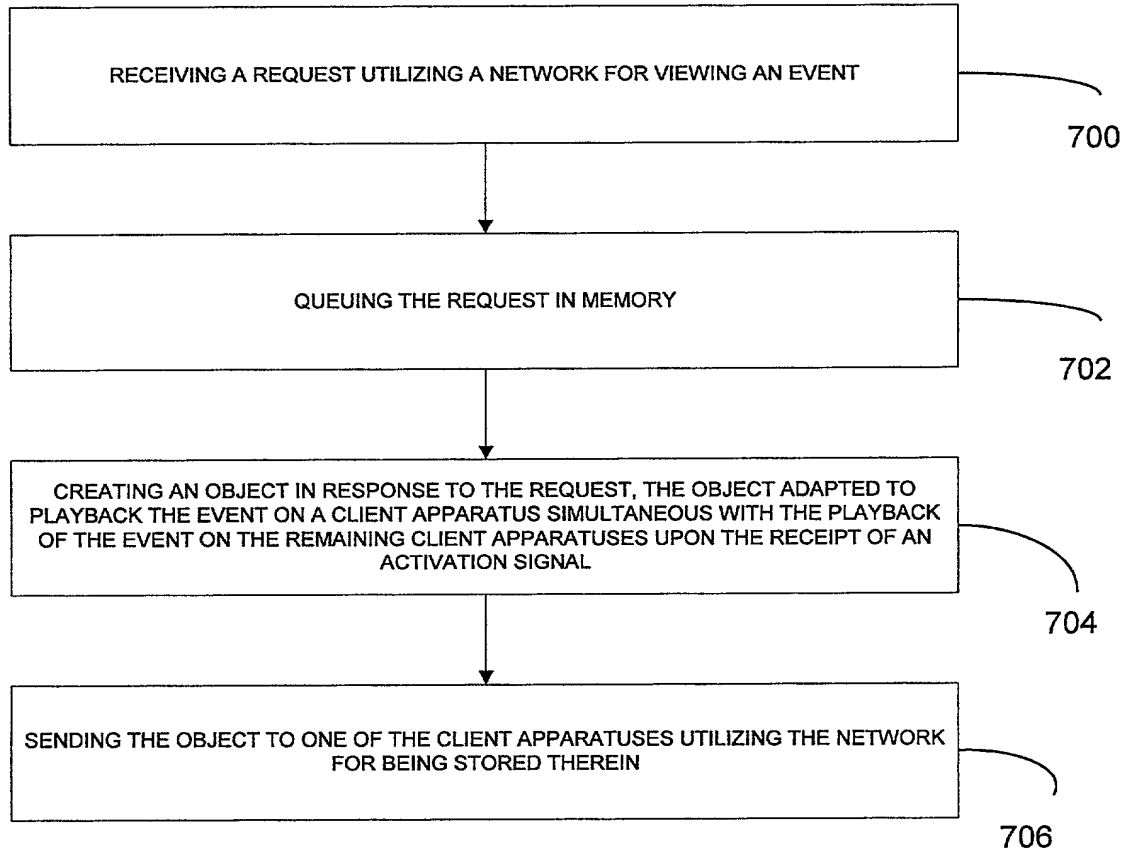 RECEIVING A REQUEST UTILIZING A NETWORK FOR VIEWING AN EVENT
700
QUEUING THE REQUEST IN MEMORY
702
CREATING AN OBJECT IN RESPONSE TO THE REQUEST, THE OBJECT ADAPTED TO
PLAYBACK THE EVENT ON A CLIENT APPARATUS SIMULTANEOUS WITH THE PLAYBACK
OF THE EVENT ON THE REMAINING CLIENT APPARATUSES UPON THE RECEIPT OF AN
ACTIVATION SIGNAL
704
SENDING THE OBJECT TO ONE OF THE CLIENT APPARATUSES UTILIZING THE NETWORK
FOR BEING STORED THEREIN
706